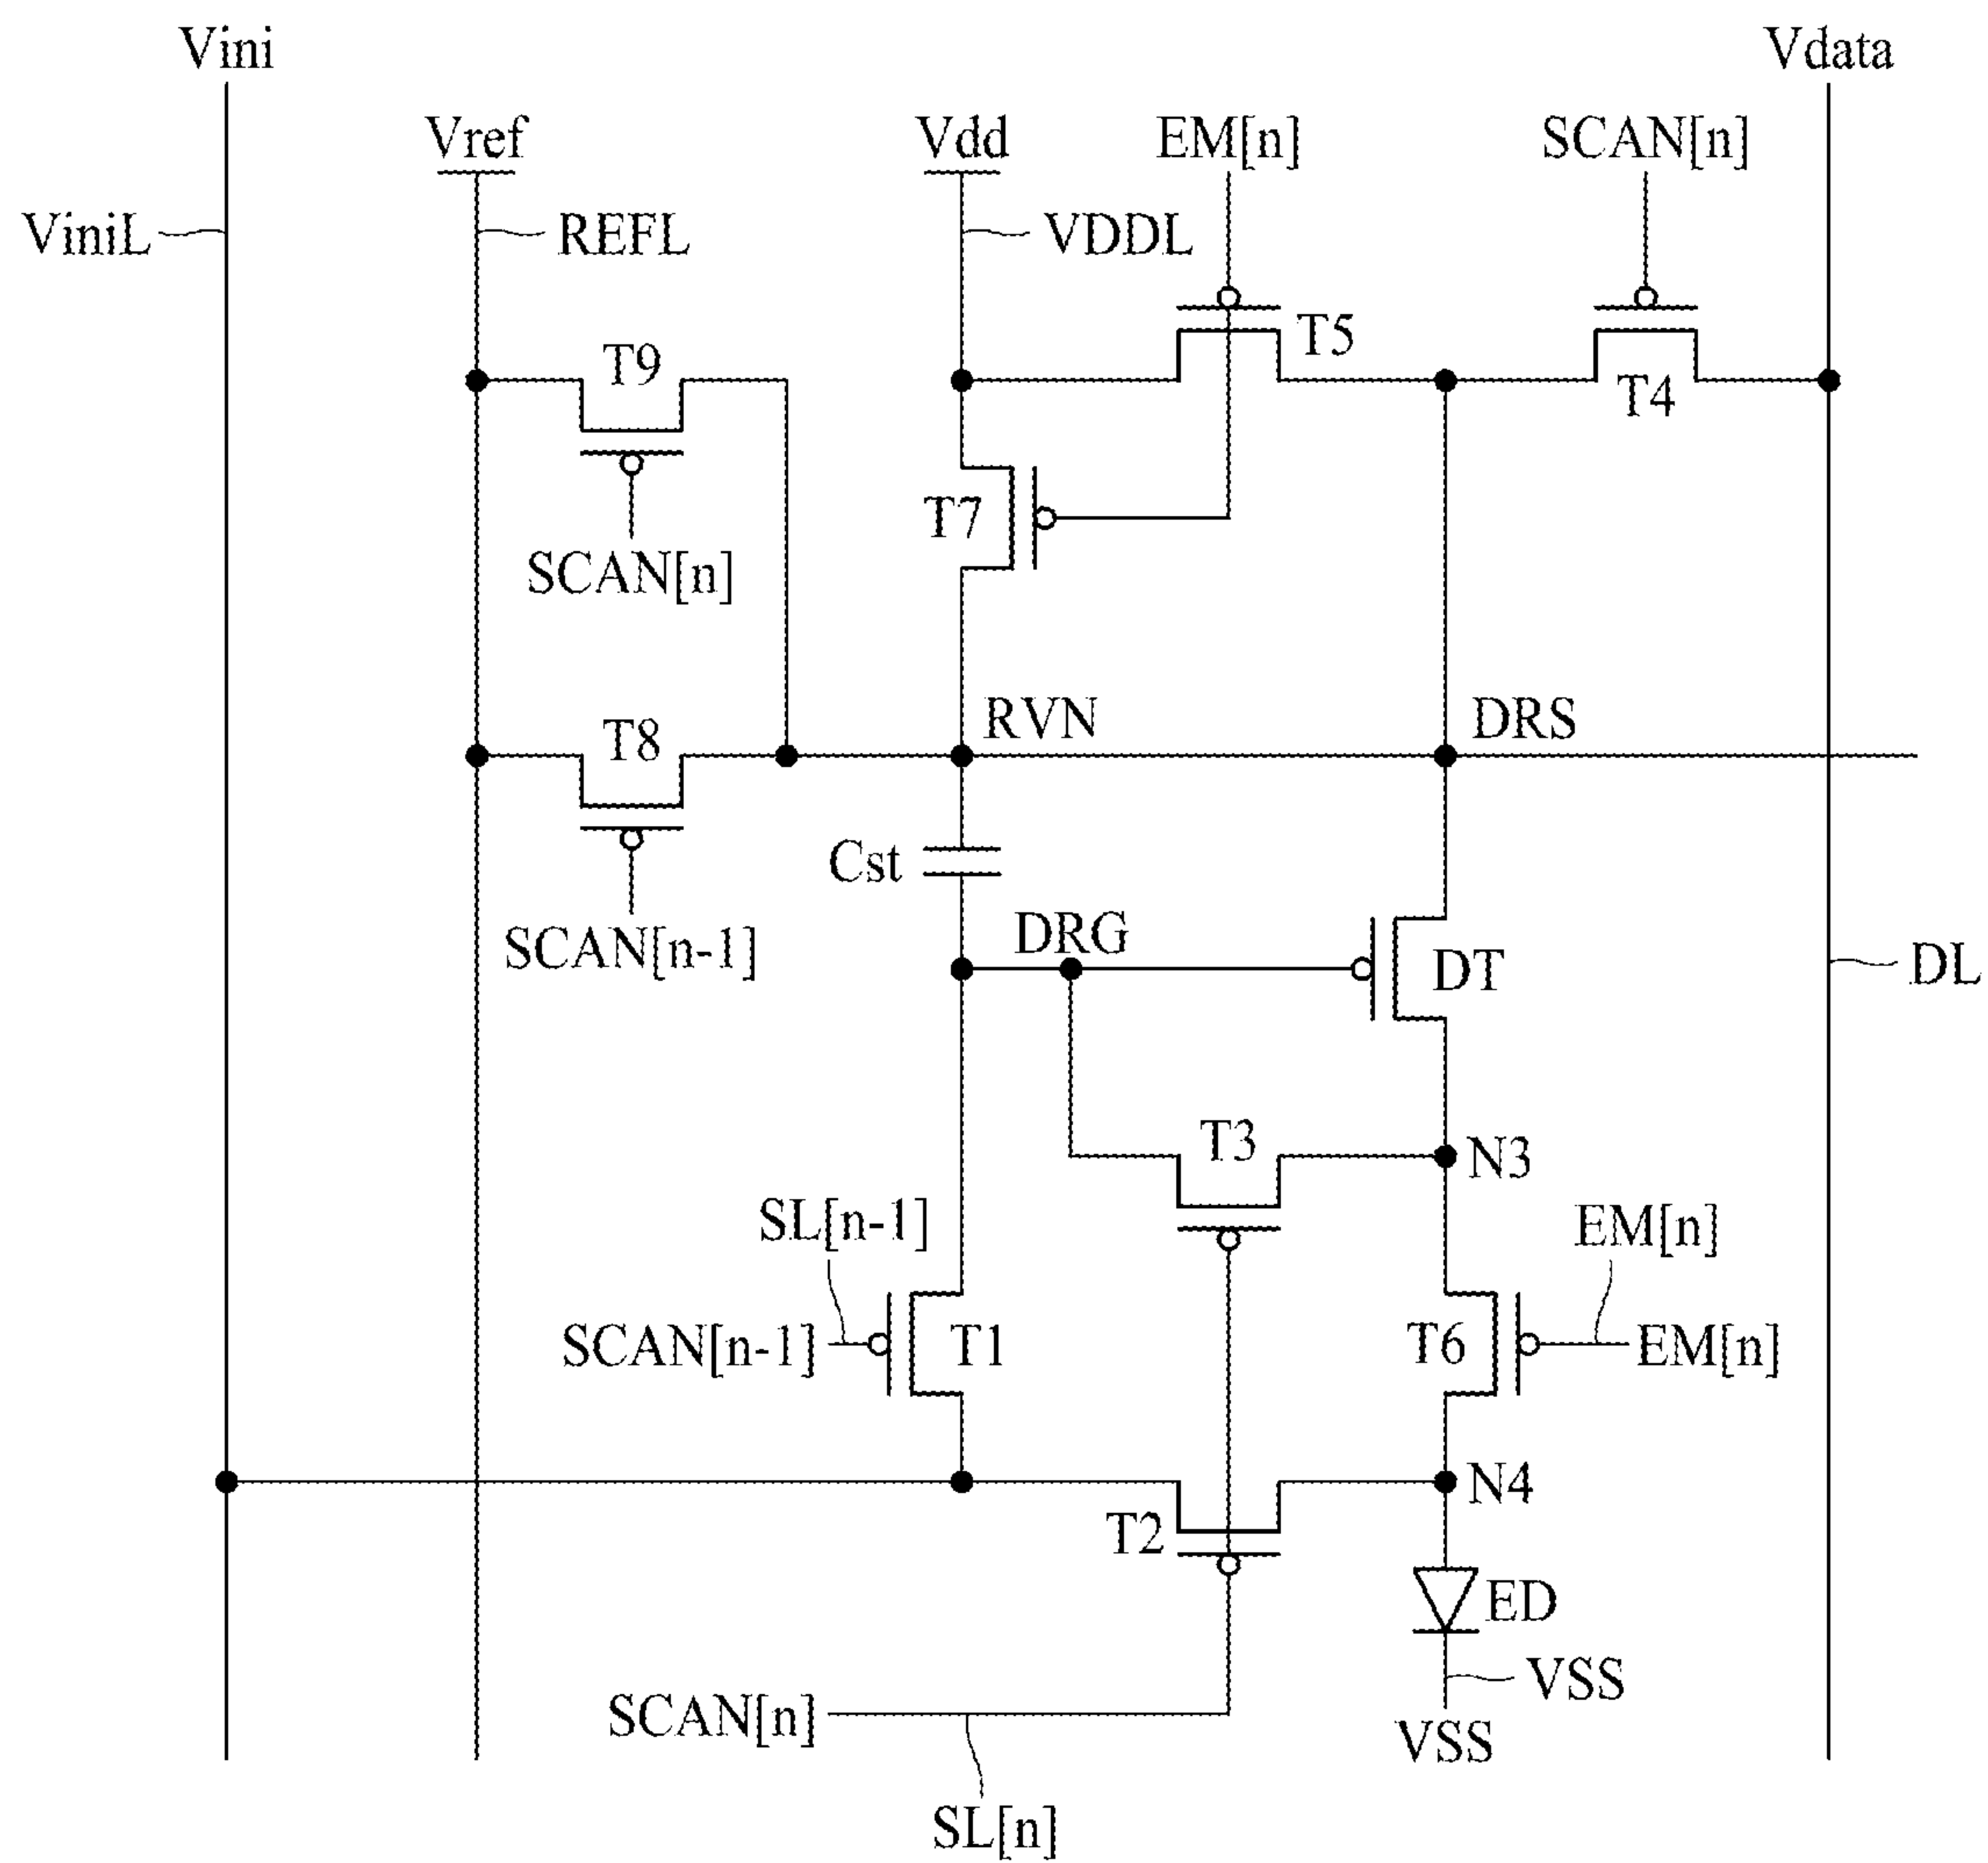 Vini
Vdata
Vref
Vdd
EM[n]
SCAN[n]
ViniL
REFL
VDDL
T5
T9
T4
T7
SCAN[n]
RVN
DRS
T8
Cst
DRG
SCAN[n-1]
DT
DL
T3
N3
SL[n-1]
EM[n]
SCAN[n-1]
T1
T6
EM[n]
N4
T2
ED
VSS
SCAN[n]
VSS
SL[n]